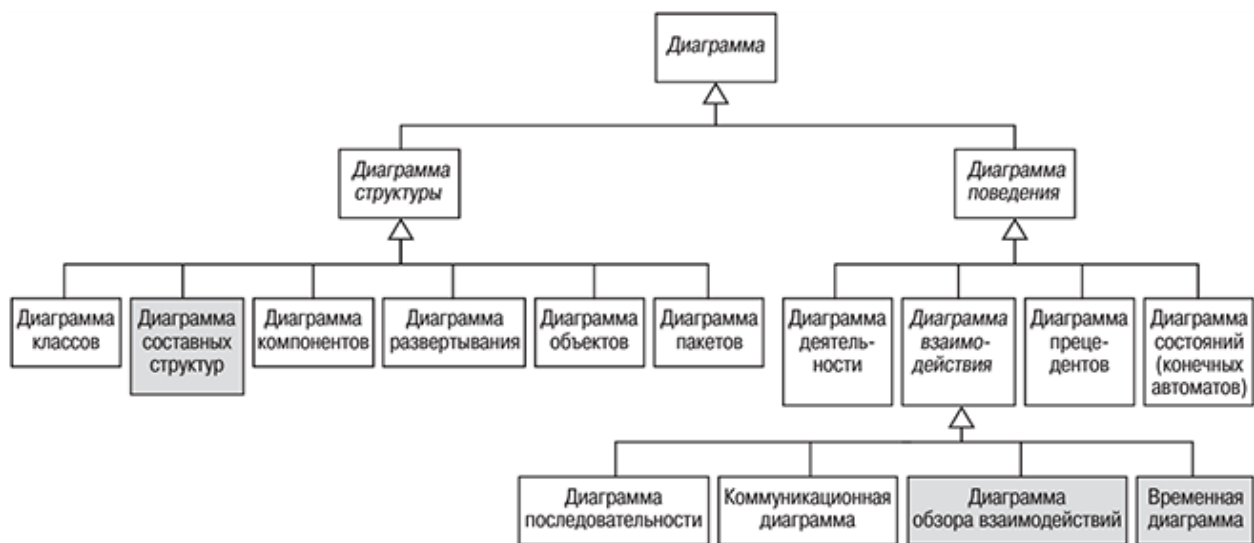 Диаграмма
Диаграмма
структуры
Диаграмма
поведения
Диаграмма
классов
Диаграмма
составных
структур
Диаграмма
компонентов
Диаграмма
развертывания
Диаграмма
объектов
Диаграмма
пакетов
Диаграмма
деятель-
ности
Диаграмма
взаимо-
действия
Диаграмма
преце-
дентов
Диаграмма
состояний
(конечных
автоматов)
Диаграмма
последовательности
Коммуникационная
диаграмма
Диаграмма
обзора взаимодействий
Временная
диаграмма